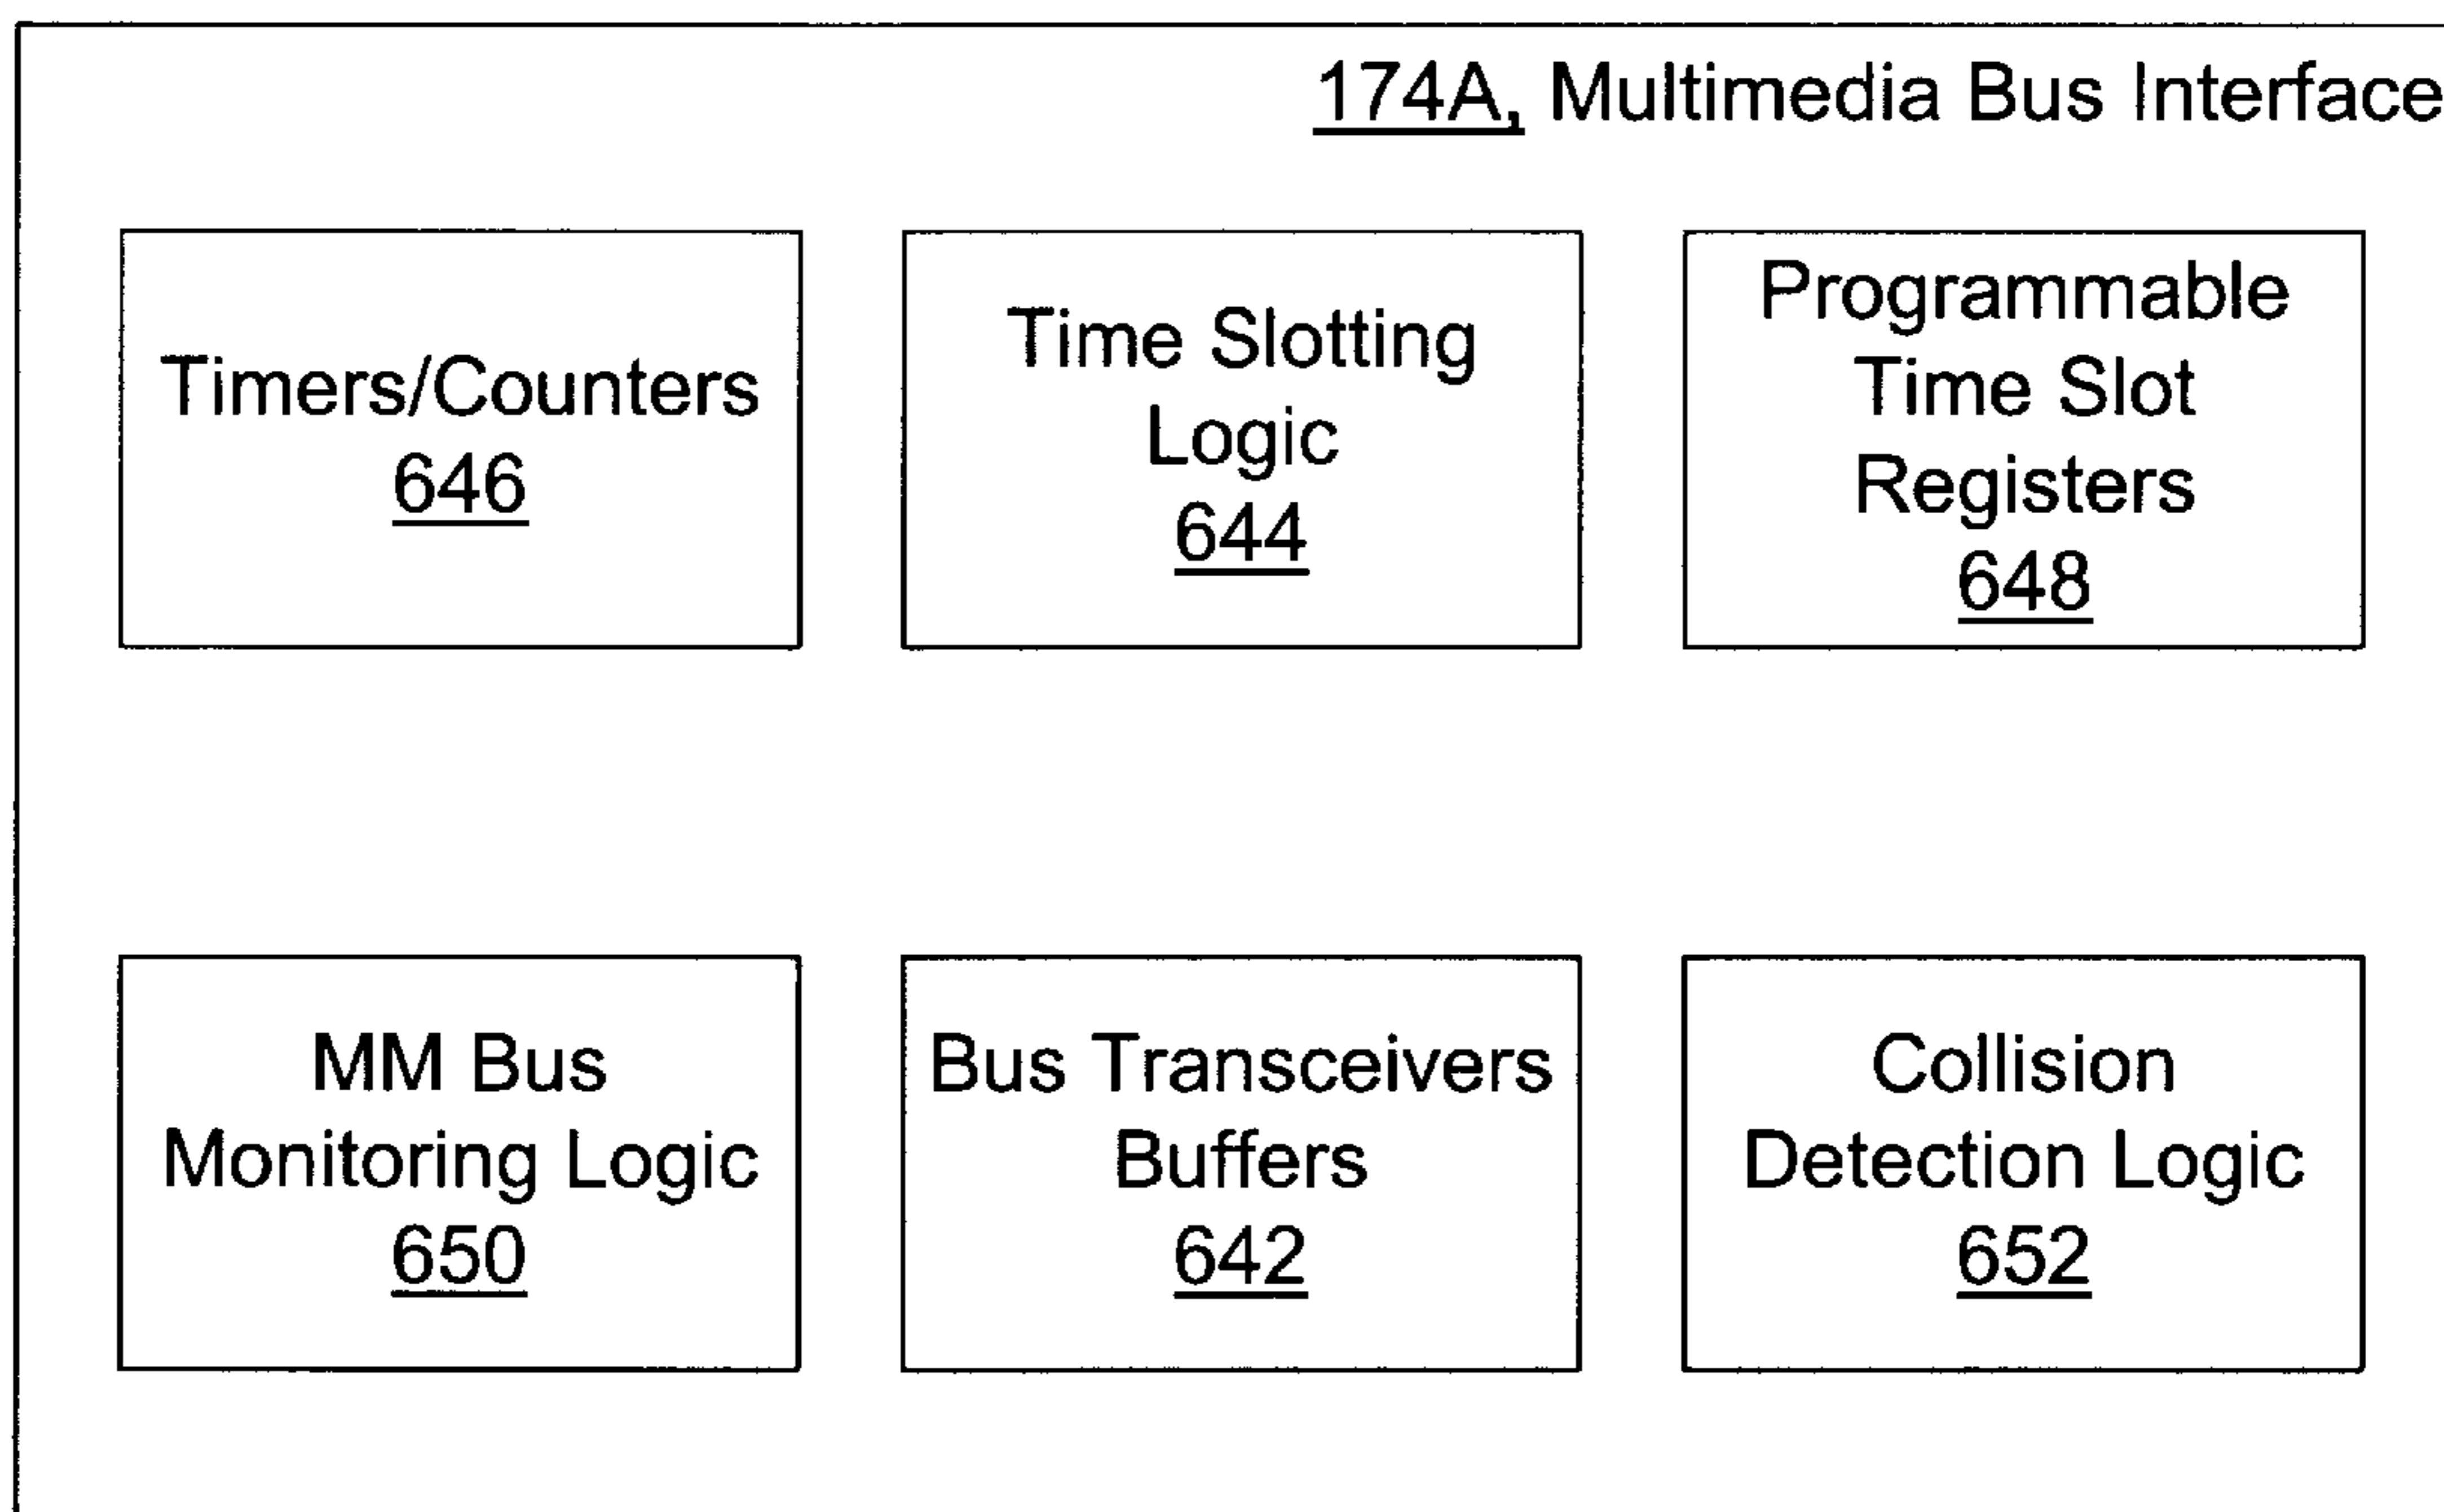 174A, Multimedia Bus Interface
Timers/Counters
646
Time Slotting
Logic
644
Programmable
Time Slot
Registers
648
MM Bus
Monitoring Logic
650
Bus Transceivers
Buffers
642
Collision
Detection Logic
652